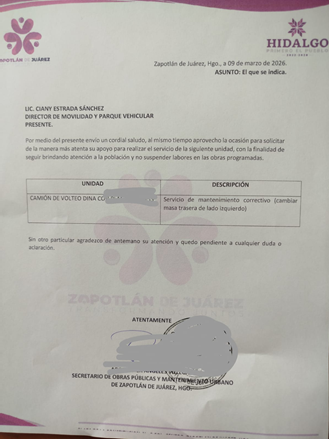 ZAPOTLÁN DE JUÁREZ
HIDALGO
PRIMERO EL PUEBLO
Zapotlán de Juárez, Hgo., a 09 de marzo de 2026.
ASUNTO: El que se indica.
LIC. CIANY ESTRADA SÁNCHEZ
DIRECTOR DE MOVILIDAD Y PARQUE VEHICULAR
PRESENTE.
Por medio del presente envío un cordial saludo, al mismo tiempo aprovecho la ocasión para solicitar
de la manera más atenta su apoyo para realizar el servicio de la siguiente unidad, con la finalidad de
seguir brindando atención a la población y no suspender labores en las obras programadas.
UNIDAD DESCRIPCIÓN
CAMIÓN DE VOLTEO DINA Servicio de mantenimiento correctivo (cambiar
masa trasera de lado izquierdo)
Sin otro particular agradezco de antemano su atención y quedo pendiente a cualquier duda o
aclaración.
ZAPOTLÁN DE JUÁREZ
ATENTAMENTE
SECRETARIO DE OBRAS PÚBLICAS Y MANTENIMIENTO URBANO
DE ZAPOTLÁN DE JUÁREZ, HGO.